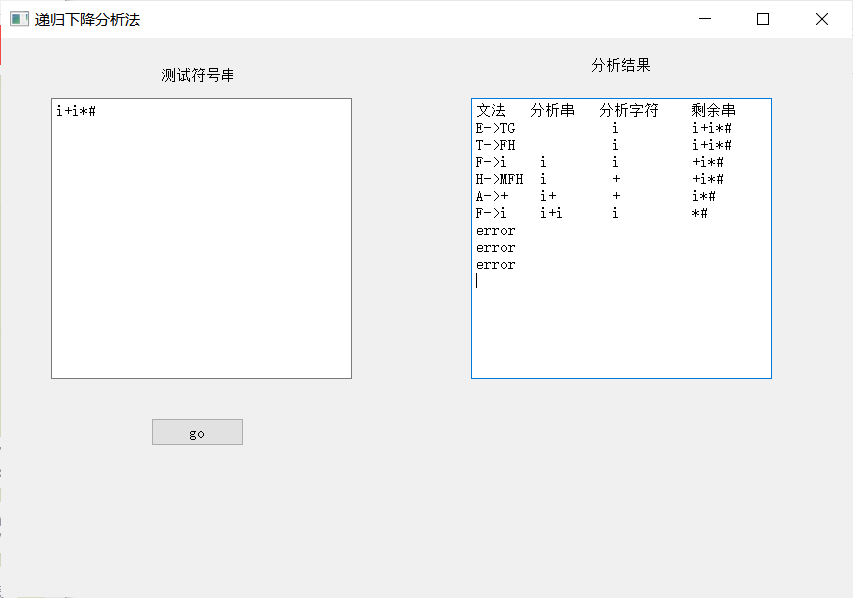 递归下降分析法
测试符号串
分析结果
i+i*#
文法 分析串 分析字符 剩余串
E->TG i i+i*#
T->FH i i+i*#
F->i i i +i*#
H->MFH i + +i*#
A->+ i+ + i*#
F->i i+i i *#
error
error
error
go